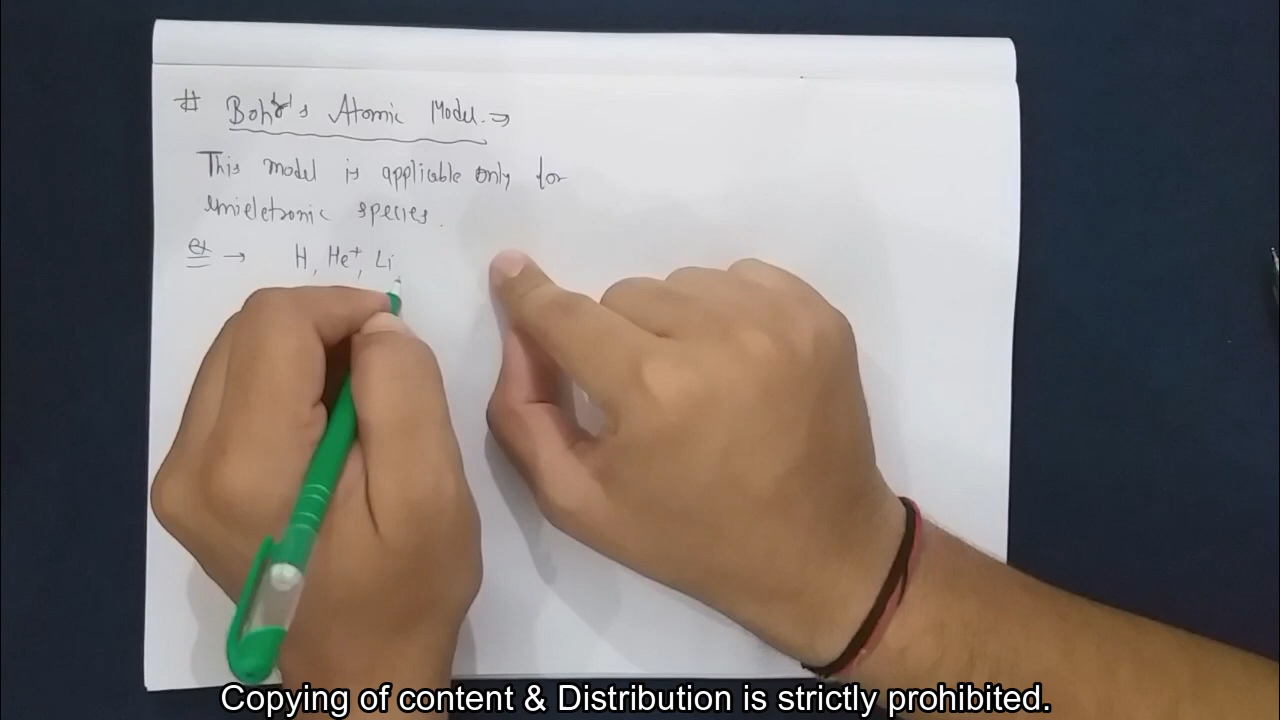 # Bohr's Atomic Model. →
This model is applicable only for
unieletronic species.
ex → H, He⁺, Li
Copying of content & Distribution is strictly prohibited.